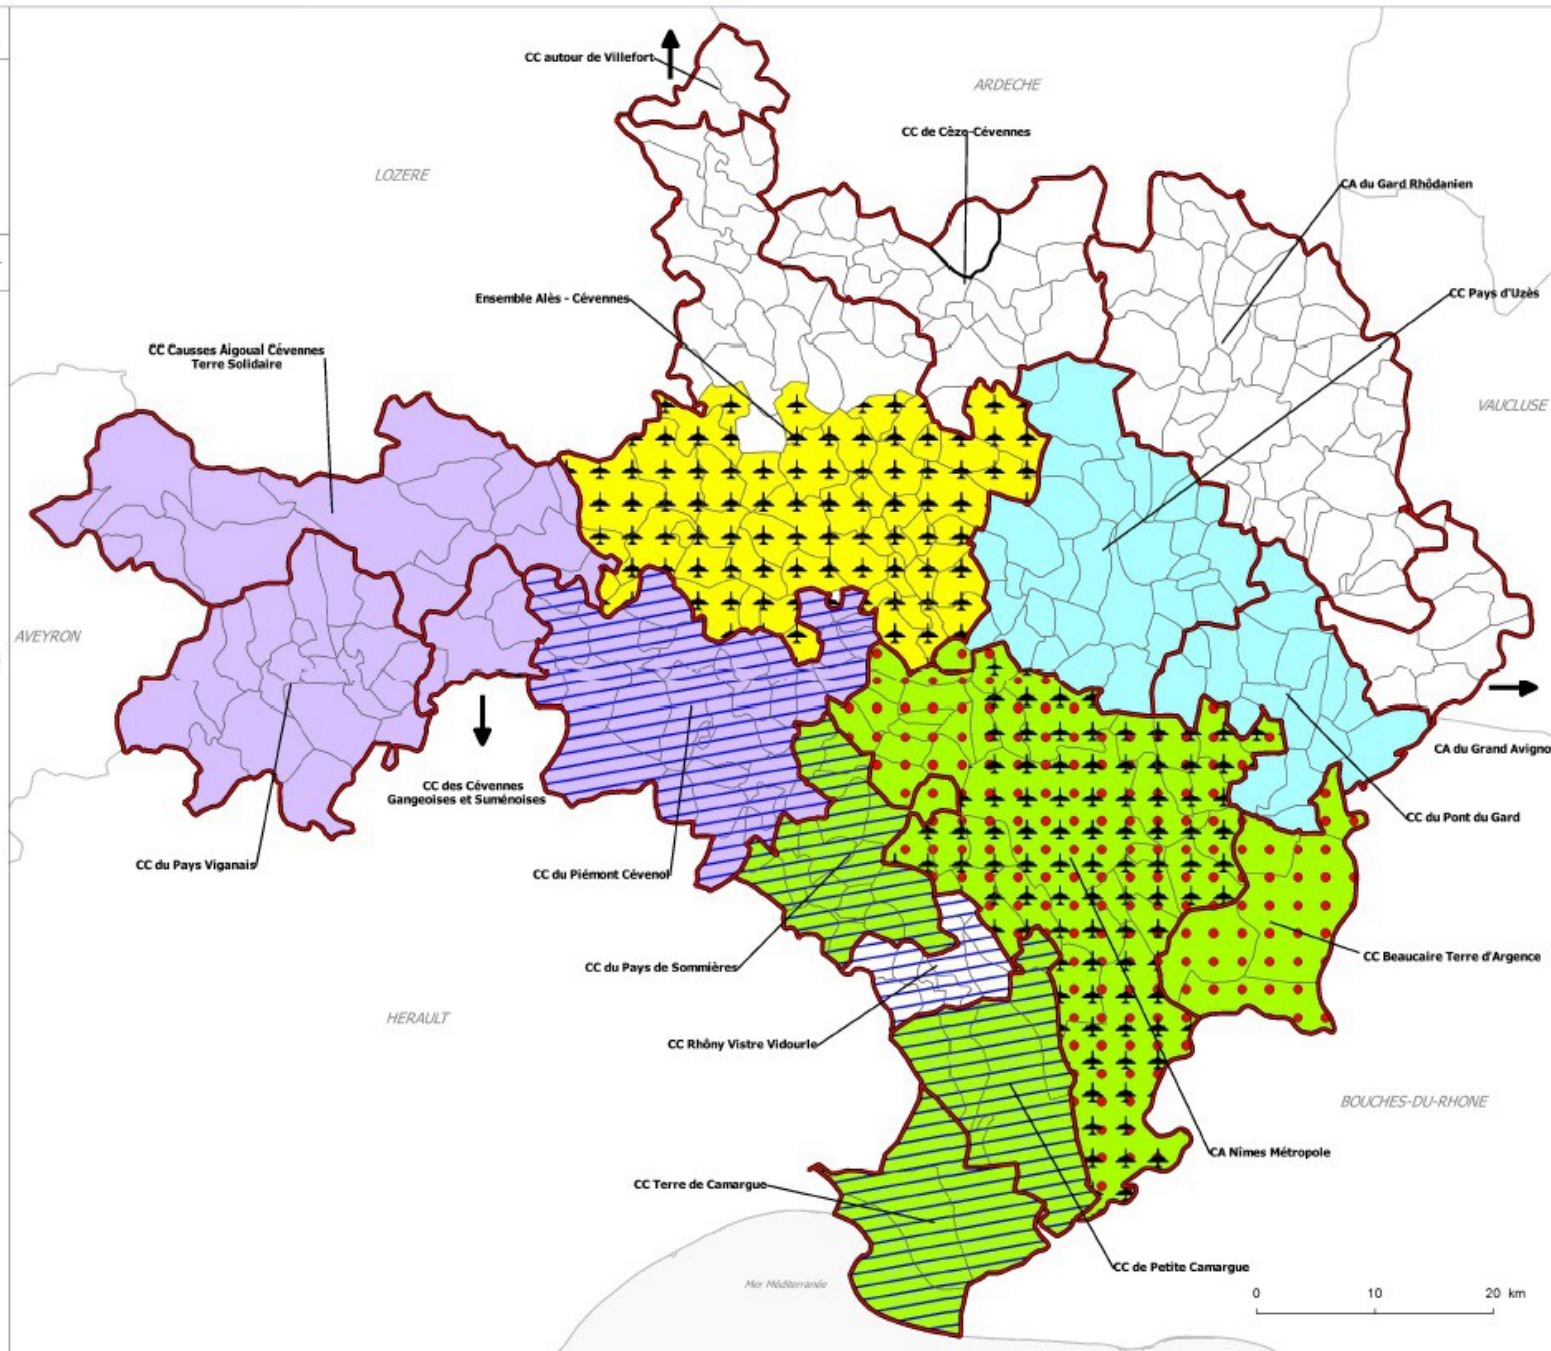 CC autour de Villefort
ARDECHE
CC de Cèze-Cévennes
LOZERE
CA du Gard Rhôdanien
Ensemble Alès - Cévennes
CC Pays d'Uzès
CC Causses Aigoual Cévennes
Terre Solidaire
VAUCLUSE
AVEYRON
CA du Grand Avigno
CC des Cévennes
Gangeoises et Suménoises
CC du Pont du Gard
CC du Pays Viganais
CC du Piémont Cévenol
CC Beaucaire Terre d'Argence
CC du Pays de Sommières
HERAULT
CC Rhôny Vistre Vidourle
BOUCHES-DU-RHONE
CA Nîmes Métropole
CC Terre de Camargue
CC de Petite Camargue
Mer Méditerranée
0 10 20 km